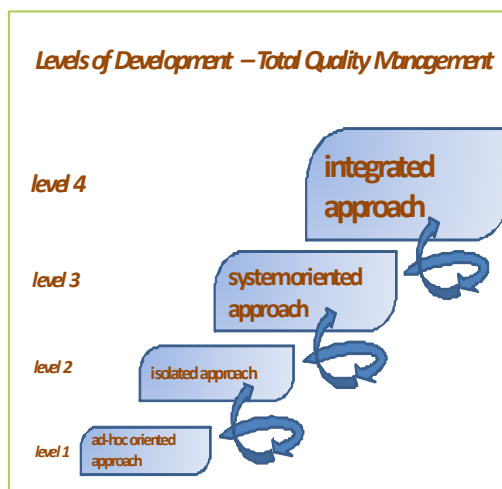 Levels of Development – Total Quality Management
level 4
integrated
approach
level 3
systemoriented
approach
level 2
isolated approach
level 1
ad-hoc oriented
approach